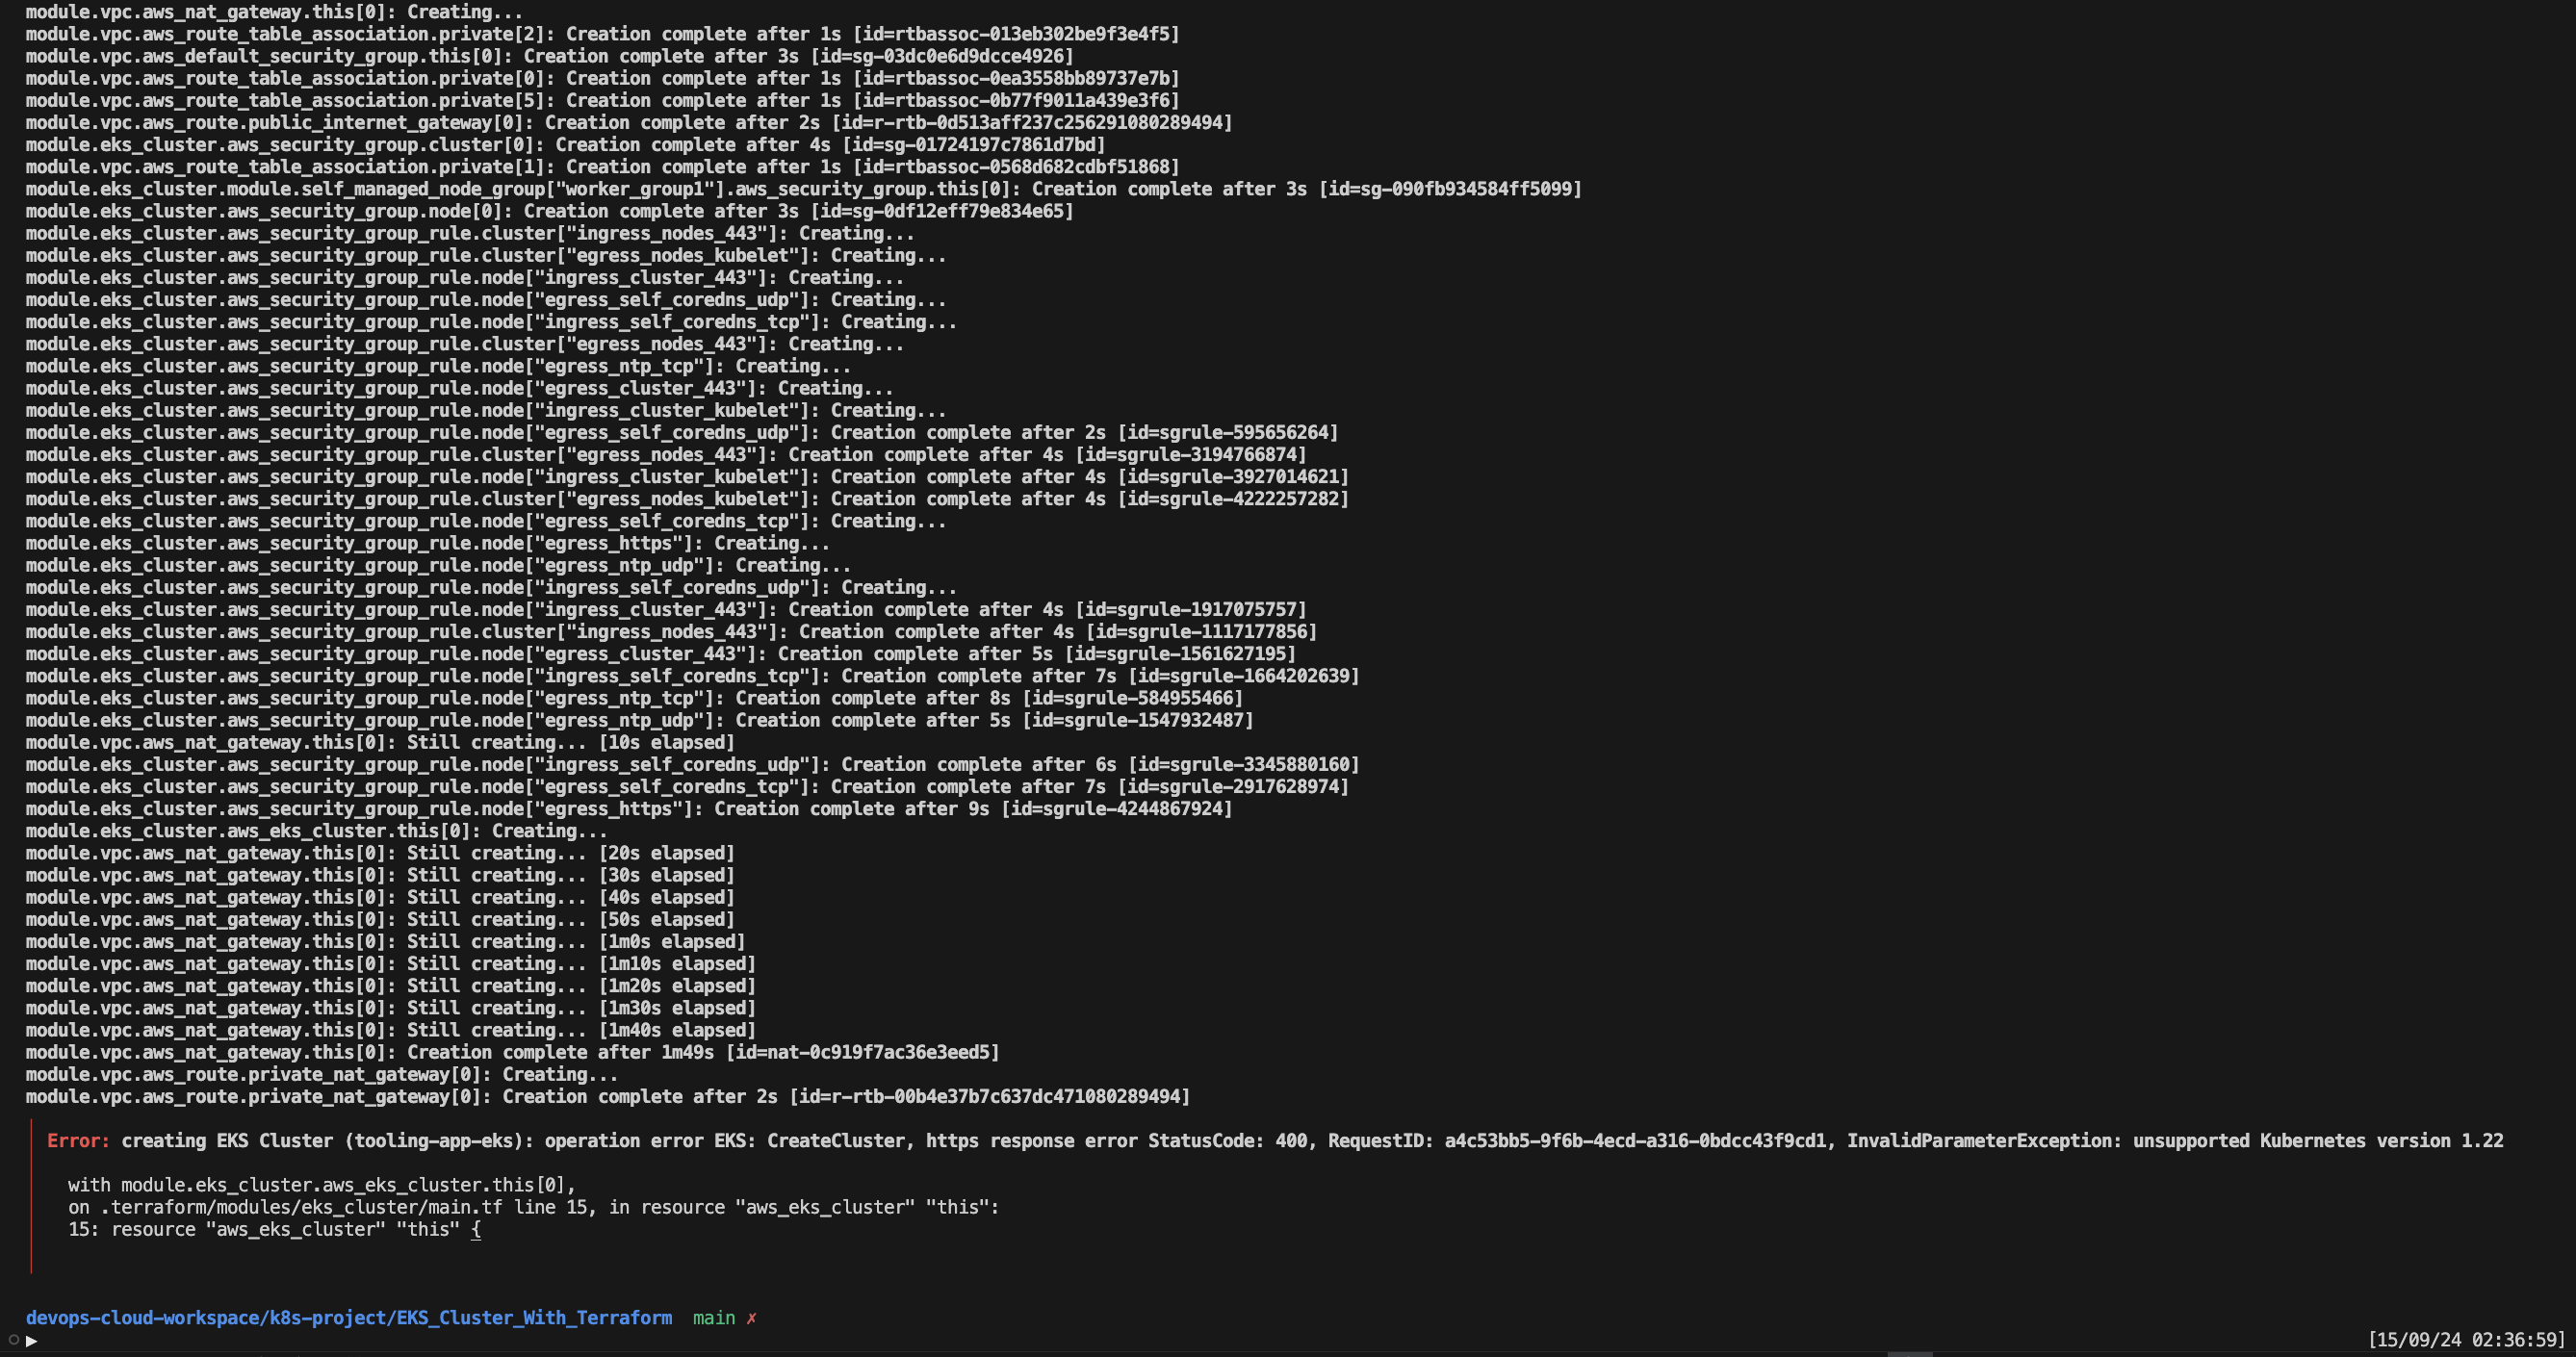 module.vpc.aws_nat_gateway.this[0]: Creating...
module.vpc.aws_route_table_association.private[2]: Creation complete after 1s [id=rtbassoc-013eb302be9f3e4f5]
module.vpc.aws_default_security_group.this[0]: Creation complete after 3s [id=sg-03dc0e6d9dcce4926]
module.vpc.aws_route_table_association.private[0]: Creation complete after 1s [id=rtbassoc-0ea3558bb89737e7b]
module.vpc.aws_route_table_association.private[5]: Creation complete after 1s [id=rtbassoc-0b77f9011a439e3f6]
module.vpc.aws_route.public_internet_gateway[0]: Creation complete after 2s [id=r-rtb-0d513aff237c256291080289494]
module.eks_cluster.aws_security_group.cluster[0]: Creation complete after 4s [id=sg-01724197c7861d7bd]
module.vpc.aws_route_table_association.private[1]: Creation complete after 1s [id=rtbassoc-0568d682cdbf51868]
module.eks_cluster.module.self_managed_node_group["worker_group1"].aws_security_group.this[0]: Creation complete after 3s [id=sg-090fb934584ff5099]
module.eks_cluster.aws_security_group.node[0]: Creation complete after 3s [id=sg-0df12eff79e834e65]
module.eks_cluster.aws_security_group_rule.cluster["ingress_nodes_443"]: Creating...
module.eks_cluster.aws_security_group_rule.cluster["egress_nodes_kubelet"]: Creating...
module.eks_cluster.aws_security_group_rule.node["ingress_cluster_443"]: Creating...
module.eks_cluster.aws_security_group_rule.node["egress_self_coredns_udp"]: Creating...
module.eks_cluster.aws_security_group_rule.node["ingress_self_coredns_tcp"]: Creating...
module.eks_cluster.aws_security_group_rule.cluster["egress_nodes_443"]: Creating...
module.eks_cluster.aws_security_group_rule.node["egress_ntp_tcp"]: Creating...
module.eks_cluster.aws_security_group_rule.node["egress_cluster_443"]: Creating...
module.eks_cluster.aws_security_group_rule.node["ingress_cluster_kubelet"]: Creating...
module.eks_cluster.aws_security_group_rule.node["egress_self_coredns_udp"]: Creation complete after 2s [id=sgrule-595656264]
module.eks_cluster.aws_security_group_rule.cluster["egress_nodes_443"]: Creation complete after 4s [id=sgrule-3194766874]
module.eks_cluster.aws_security_group_rule.node["ingress_cluster_kubelet"]: Creation complete after 4s [id=sgrule-3927014621]
module.eks_cluster.aws_security_group_rule.cluster["egress_nodes_kubelet"]: Creation complete after 4s [id=sgrule-4222257282]
module.eks_cluster.aws_security_group_rule.node["egress_self_coredns_tcp"]: Creating...
module.eks_cluster.aws_security_group_rule.node["egress_https"]: Creating...
module.eks_cluster.aws_security_group_rule.node["egress_ntp_udp"]: Creating...
module.eks_cluster.aws_security_group_rule.node["ingress_self_coredns_udp"]: Creating...
module.eks_cluster.aws_security_group_rule.node["ingress_cluster_443"]: Creation complete after 4s [id=sgrule-1917075757]
module.eks_cluster.aws_security_group_rule.cluster["ingress_nodes_443"]: Creation complete after 4s [id=sgrule-1117177856]
module.eks_cluster.aws_security_group_rule.node["egress_cluster_443"]: Creation complete after 5s [id=sgrule-1561627195]
module.eks_cluster.aws_security_group_rule.node["ingress_self_coredns_tcp"]: Creation complete after 7s [id=sgrule-1664202639]
module.eks_cluster.aws_security_group_rule.node["egress_ntp_tcp"]: Creation complete after 8s [id=sgrule-584955466]
module.eks_cluster.aws_security_group_rule.node["egress_ntp_udp"]: Creation complete after 5s [id=sgrule-1547932487]
module.vpc.aws_nat_gateway.this[0]: Still creating... [10s elapsed]
module.eks_cluster.aws_security_group_rule.node["ingress_self_coredns_udp"]: Creation complete after 6s [id=sgrule-3345880160]
module.eks_cluster.aws_security_group_rule.node["egress_self_coredns_tcp"]: Creation complete after 7s [id=sgrule-2917628974]
module.eks_cluster.aws_security_group_rule.node["egress_https"]: Creation complete after 9s [id=sgrule-4244867924]
module.eks_cluster.aws_eks_cluster.this[0]: Creating...
module.vpc.aws_nat_gateway.this[0]: Still creating... [20s elapsed]
module.vpc.aws_nat_gateway.this[0]: Still creating... [30s elapsed]
module.vpc.aws_nat_gateway.this[0]: Still creating... [40s elapsed]
module.vpc.aws_nat_gateway.this[0]: Still creating... [50s elapsed]
module.vpc.aws_nat_gateway.this[0]: Still creating... [1m0s elapsed]
module.vpc.aws_nat_gateway.this[0]: Still creating... [1m10s elapsed]
module.vpc.aws_nat_gateway.this[0]: Still creating... [1m20s elapsed]
module.vpc.aws_nat_gateway.this[0]: Still creating... [1m30s elapsed]
module.vpc.aws_nat_gateway.this[0]: Still creating... [1m40s elapsed]
module.vpc.aws_nat_gateway.this[0]: Creation complete after 1m49s [id=nat-0c919f7ac36e3eed5]
module.vpc.aws_route.private_nat_gateway[0]: Creating...
module.vpc.aws_route.private_nat_gateway[0]: Creation complete after 2s [id=r-rtb-00b4e37b7c637dc471080289494]
Error: creating EKS Cluster (tooling-app-eks): operation error EKS: CreateCluster, https response error StatusCode: 400, RequestID: a4c53bb5-9f6b-4ecd-a316-0bdcc43f9cd1, InvalidParameterException: unsupported Kubernetes version 1.22
with module.eks_cluster.aws_eks_cluster.this[0],
on .terraform/modules/eks_cluster/main.tf line 15, in resource "aws_eks_cluster" "this":
15: resource "aws_eks_cluster" "this" {
devops-cloud-workspace/k8s-project/EKS_Cluster_With_Terraform main ✗
▶ [15/09/24 02:36:59]